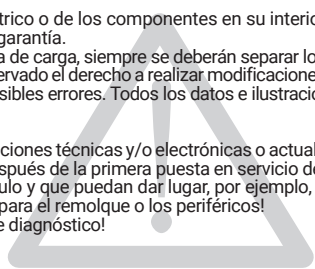 trico o de los componentes en su interio
garantía.
a de carga, siempre se deberán separar lo
ervado el derecho a realizar modificacione
sibles errores. Todos los datos e ilustracio
ciones técnicas y/o electrónicas o actual
spués de la primera puesta en servicio de
ulo y que puedan dar lugar, por ejemplo,
para el remolque o los periféricos!
e diagnóstico!